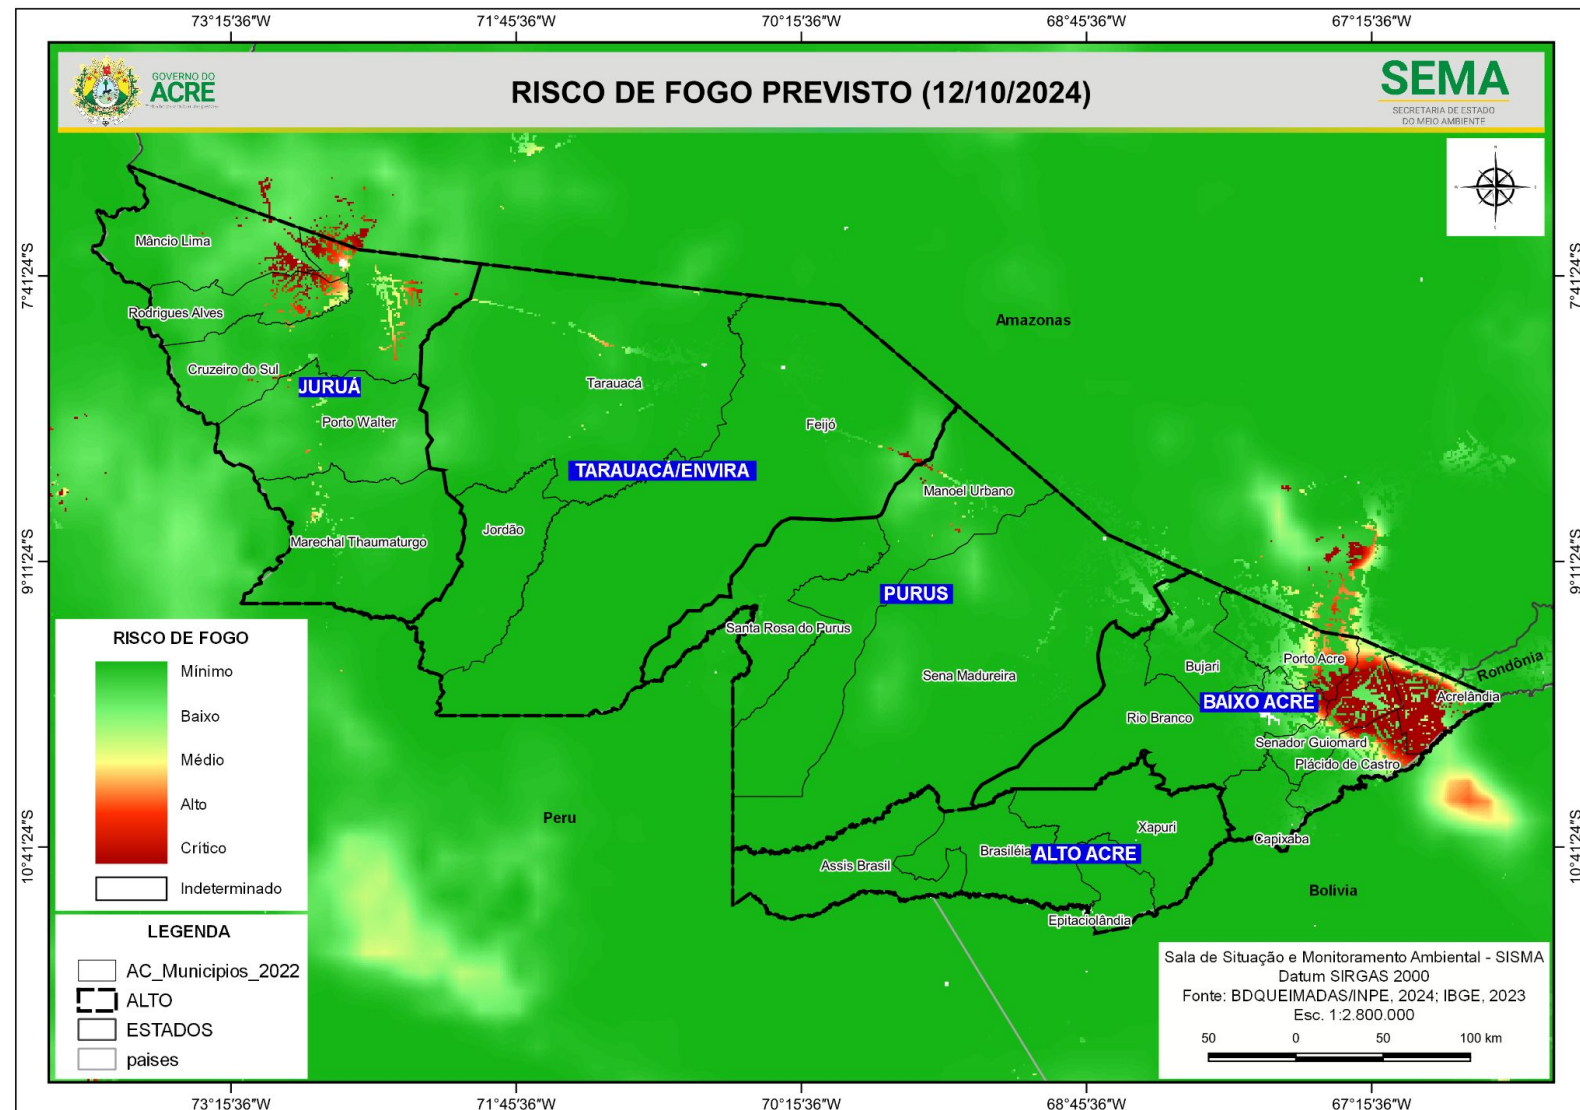 73°15'36"W 71°45'36"W 70°15'36"W 68°45'36"W 67°15'36"W
GOVERNO DO
ACRE
RISCO DE FOGO PREVISTO (12/10/2024)
SEMA
SECRETARIA DE ESTADO
DO MEIO AMBIENTE
7°41'24"S
7°41'24"S
9°11'24"S
9°11'24"S
10°41'24"S
10°41'24"S
Mâncio Lima
Rodrigues Alves
Cruzeiro do Sul
JURUÁ
Porto Walter
Marechal Thaumaturgo
Tarauacá
Feijó
TARAUACÁ/ENVIRA
Jordão
Amazonas
Manoel Urbano
PURUS
Santa Rosa do Purus
Sena Madureira
Bujari
Porto Acre
Rondônia
Acrelândia
BAIXO ACRE
Rio Branco
Senador Guiomard
Plácido de Castro
Capixaba
Xapuri
Brasiléia
ALTO ACRE
Assis Brasil
Epitaciolândia
Peru
Bolívia
RISCO DE FOGO
Mínimo
Baixo
Médio
Alto
Crítico
Indeterminado
LEGENDA
AC_Municipios_2022
ALTO
ESTADOS
paises
Sala de Situação e Monitoramento Ambiental - SISMA
Datum SIRGAS 2000
Fonte: BDQUEIMADAS/INPE, 2024; IBGE, 2023
Esc. 1:2.800.000
50 0 50 100 km
73°15'36"W 71°45'36"W 70°15'36"W 68°45'36"W 67°15'36"W